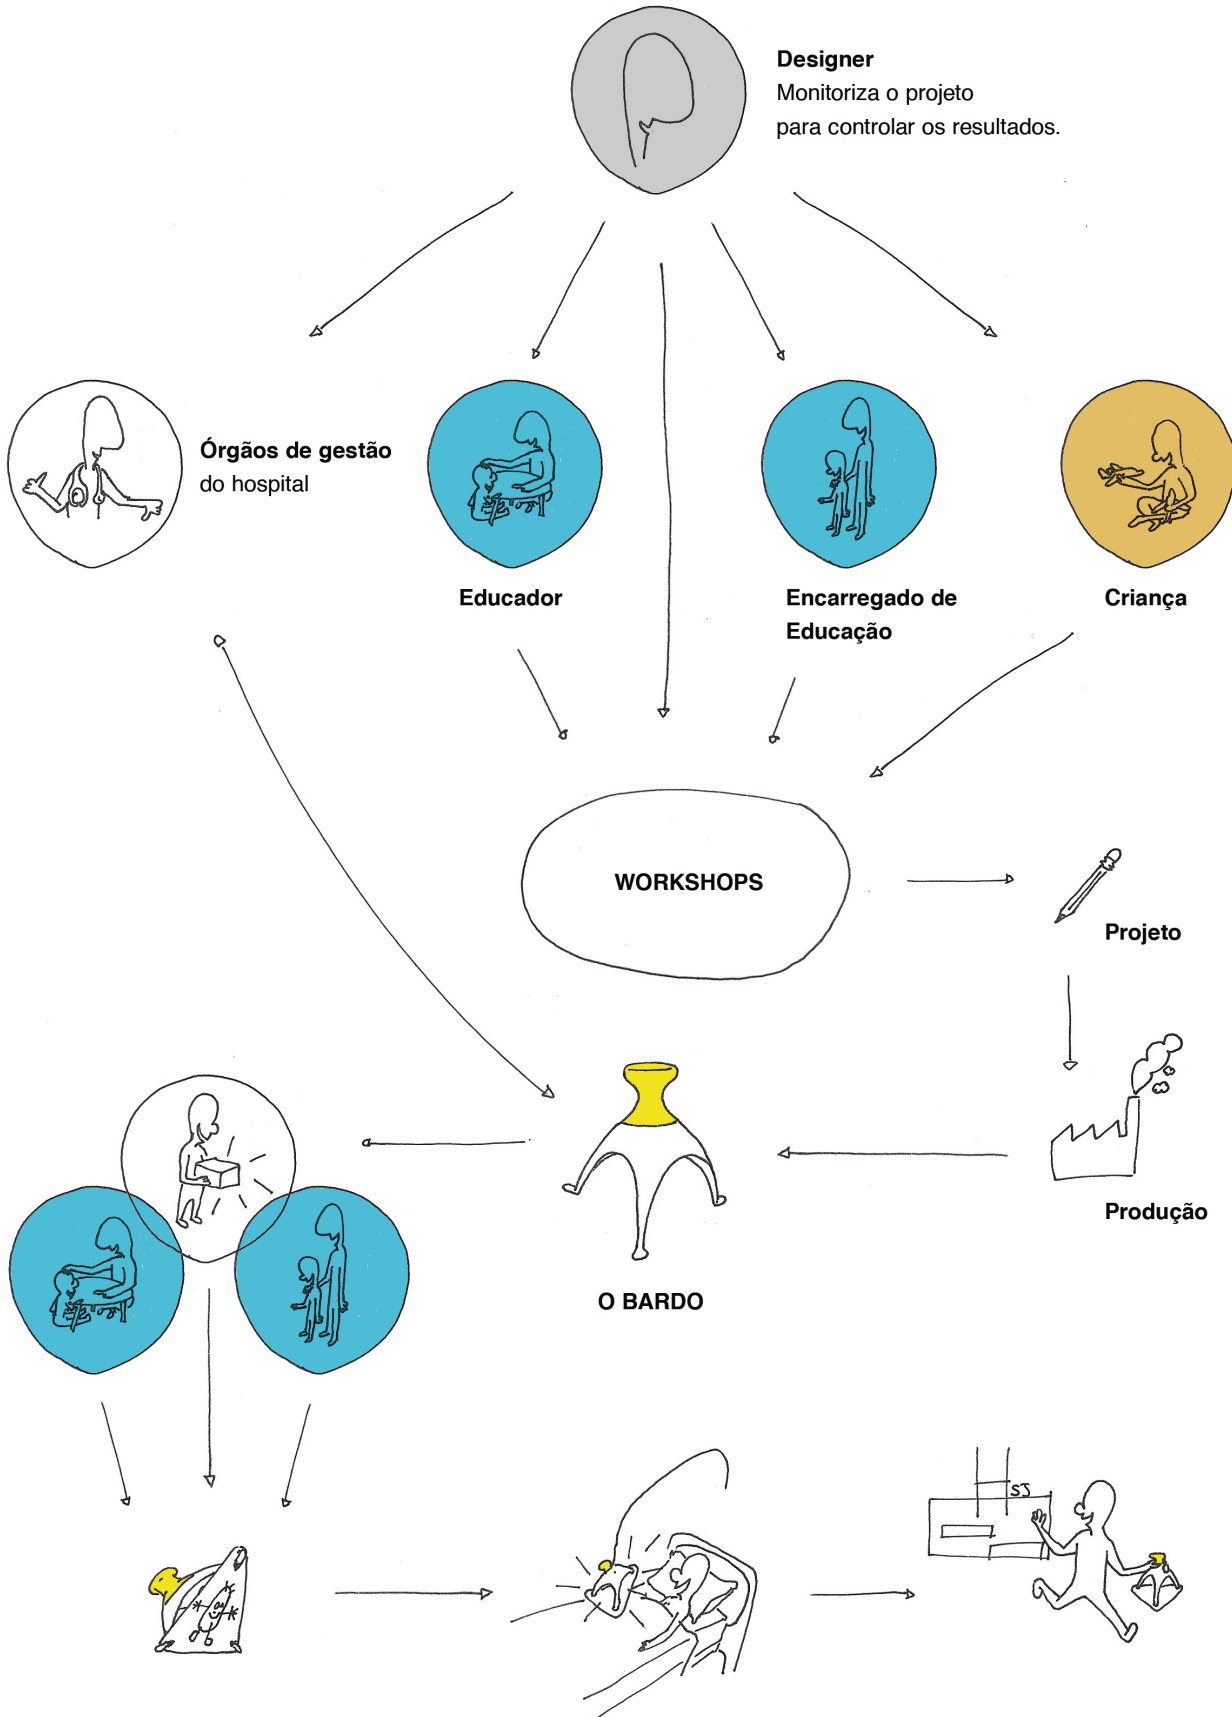 Designer
Monitoriza o projeto
para controlar os resultados.
Órgãos de gestão
do hospital
Educador
Encarregado de
Educação
Criança
WORKSHOPS
Projeto
Produção
O BARDO
SJ